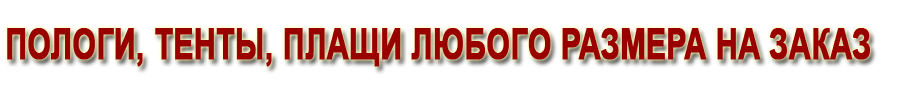 ПОЛОГИ, ТЕНТЫ, ПЛАЩИ ЛЮБОГО РАЗМЕРА НА ЗАКАЗ